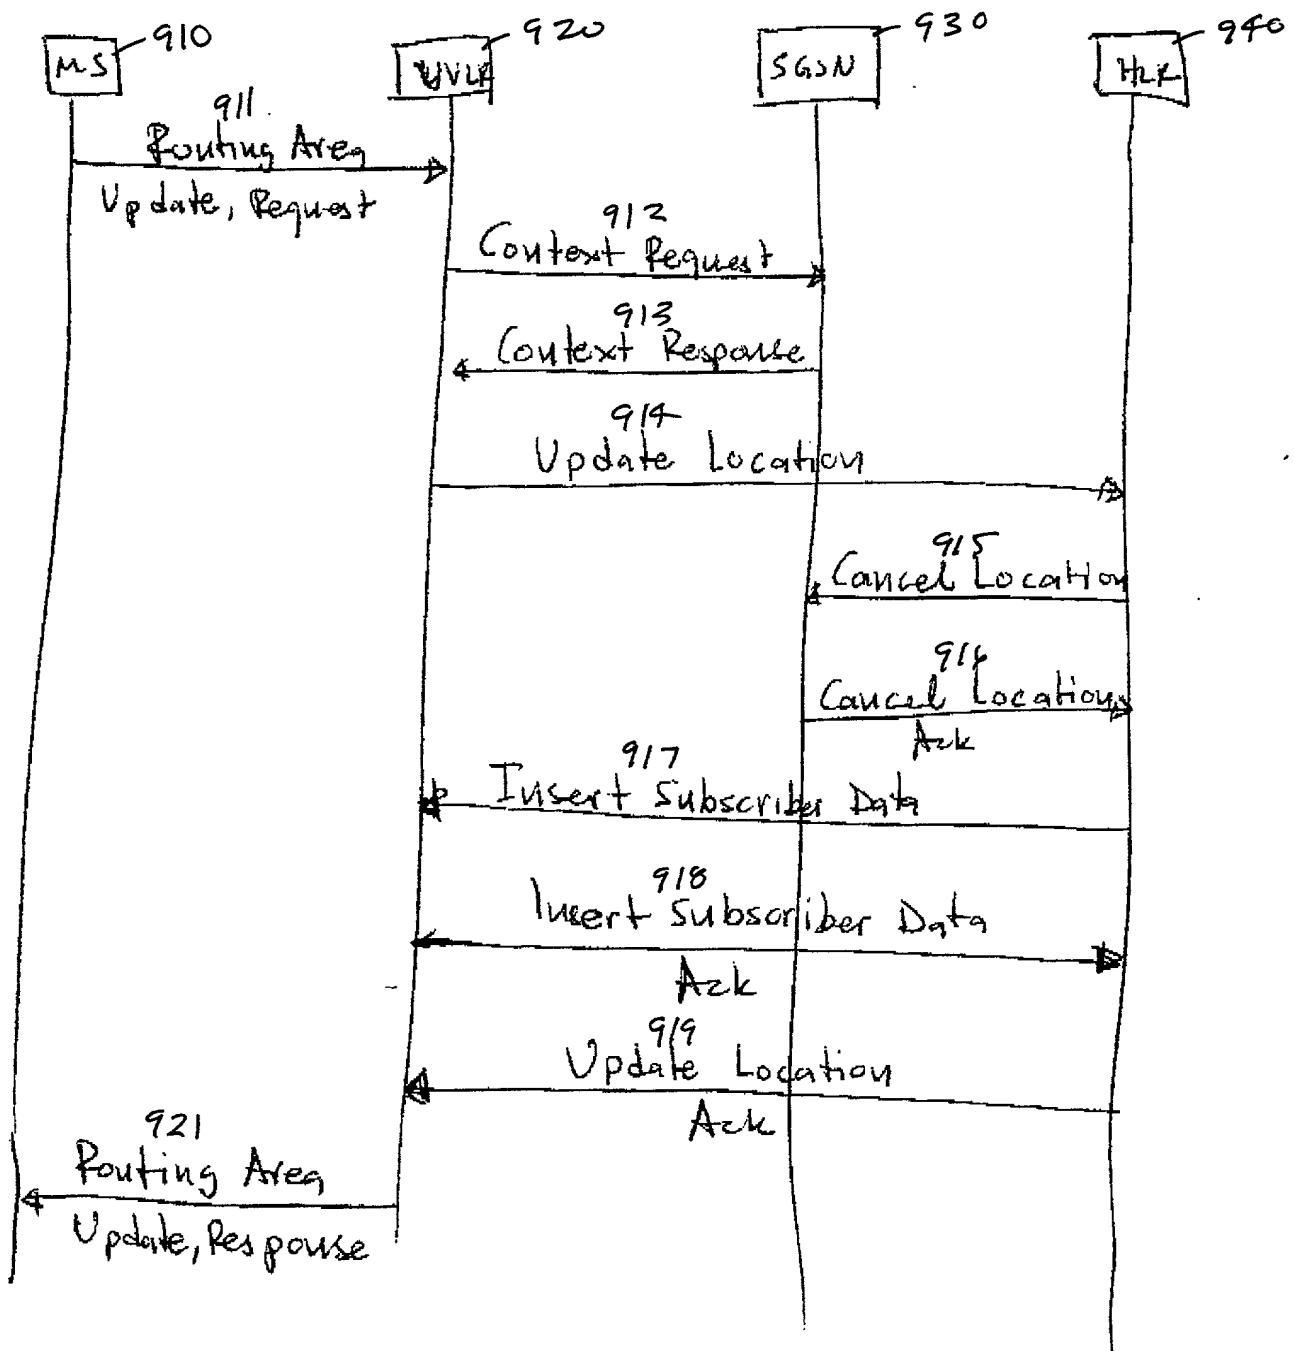 910
920
930
940
MS
UVLR
SGSN
HLR
911
Routing Area
Update, Request
912
Context Request
913
Context Response
914
Update Location
915
Cancel Location
916
Cancel Location
Ack
917
Insert Subscriber Data
918
Insert Subscriber Data
Ack
919
Update Location
Ack
921
Routing Area
Update, Response